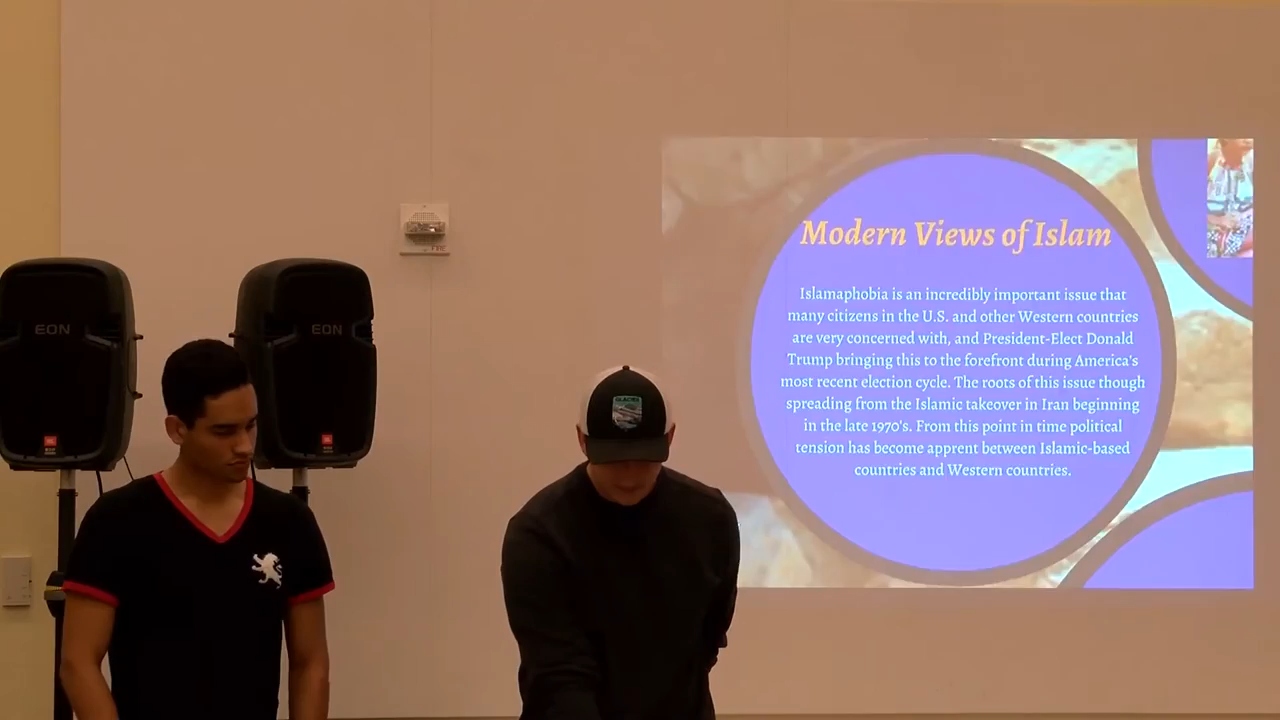 EON
EON
JBL
JBL
FIRE
GLACIER
Modern Views of Islam
Islamaphobia is an incredibly important issue that
many citizens in the U.S. and other Western countries
are very concerned with, and President-Elect Donald
Trump bringing this to the forefront during America's
most recent election cycle. The roots of this issue though
spreading from the Islamic takeover in Iran beginning
in the late 1970's. From this point in time political
tension has become apprent between Islamic-based
countries and Western countries.